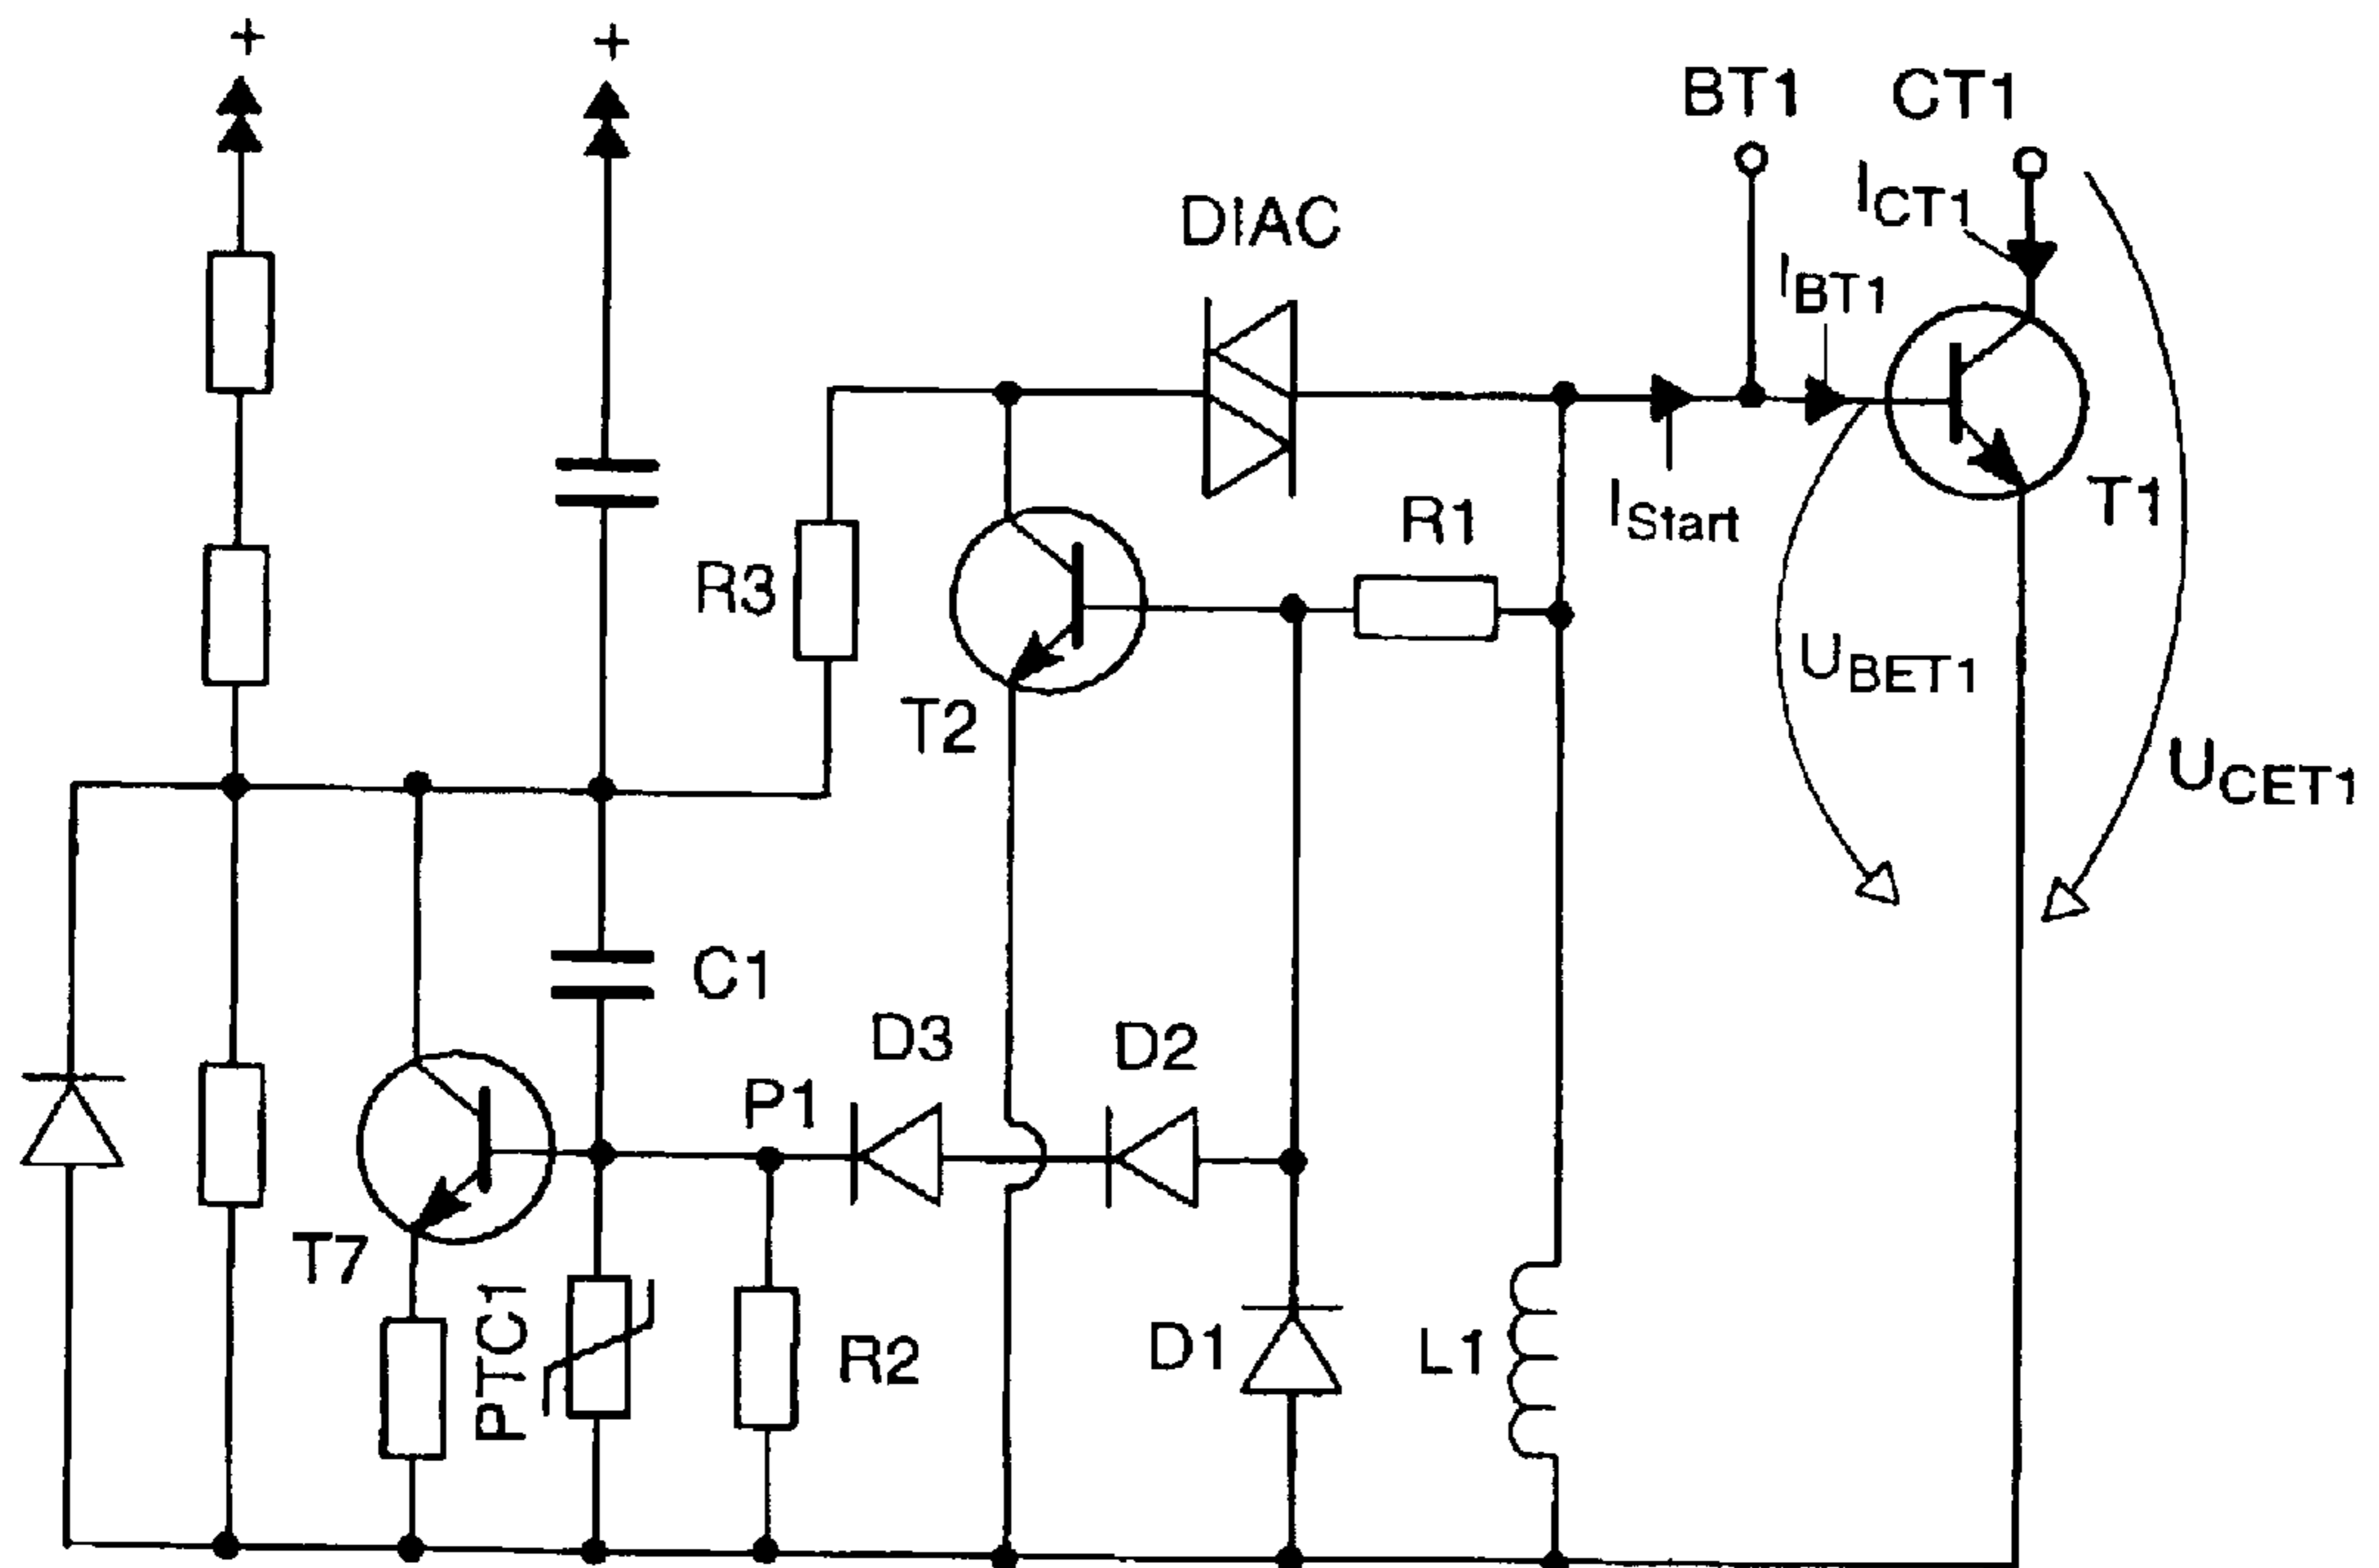 +
+
BT1
CT1
ICT1
DIAC
IBT1
R1
IStart
T1
R3
UBET1
T2
UCET1
C1
D3
D2
P1
T7
PTC1
R2
D1
L1